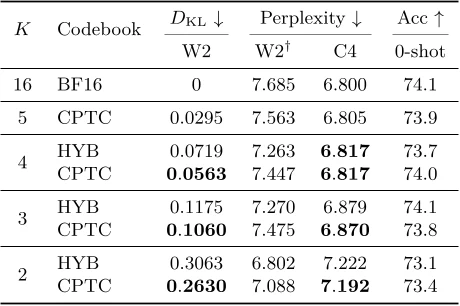 K Codebook D_KL ↓ Perplexity ↓ Acc ↑
W2 W2† C4 0-shot
16 BF16 0 7.685 6.800 74.1
5 CPTC 0.0295 7.563 6.805 73.9
4 HYB 0.0719 7.263 6.817 73.7
CPTC 0.0563 7.447 6.817 74.0
3 HYB 0.1175 7.270 6.879 74.1
CPTC 0.1060 7.475 6.870 73.8
2 HYB 0.3063 6.802 7.222 73.1
CPTC 0.2630 7.088 7.192 73.4